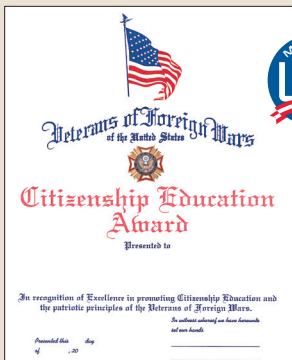 Veterans of Foreign Wars
of the United States
Citizenship Education
Award
Presented to
In recognition of Excellence in promoting Citizenship Education and
the patriotic principles of the Veterans of Foreign Wars.
In witness whereof we have hereunto
set our hands
Presented this day
of , 20